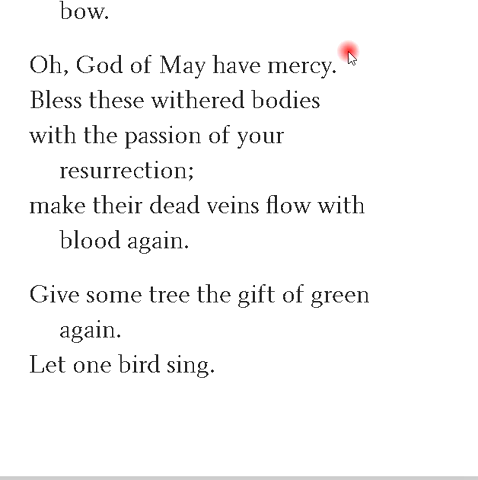 bow.
Oh, God of May have mercy.
Bless these withered bodies
with the passion of your
resurrection;
make their dead veins flow with
blood again.
Give some tree the gift of green
again.
Let one bird sing.